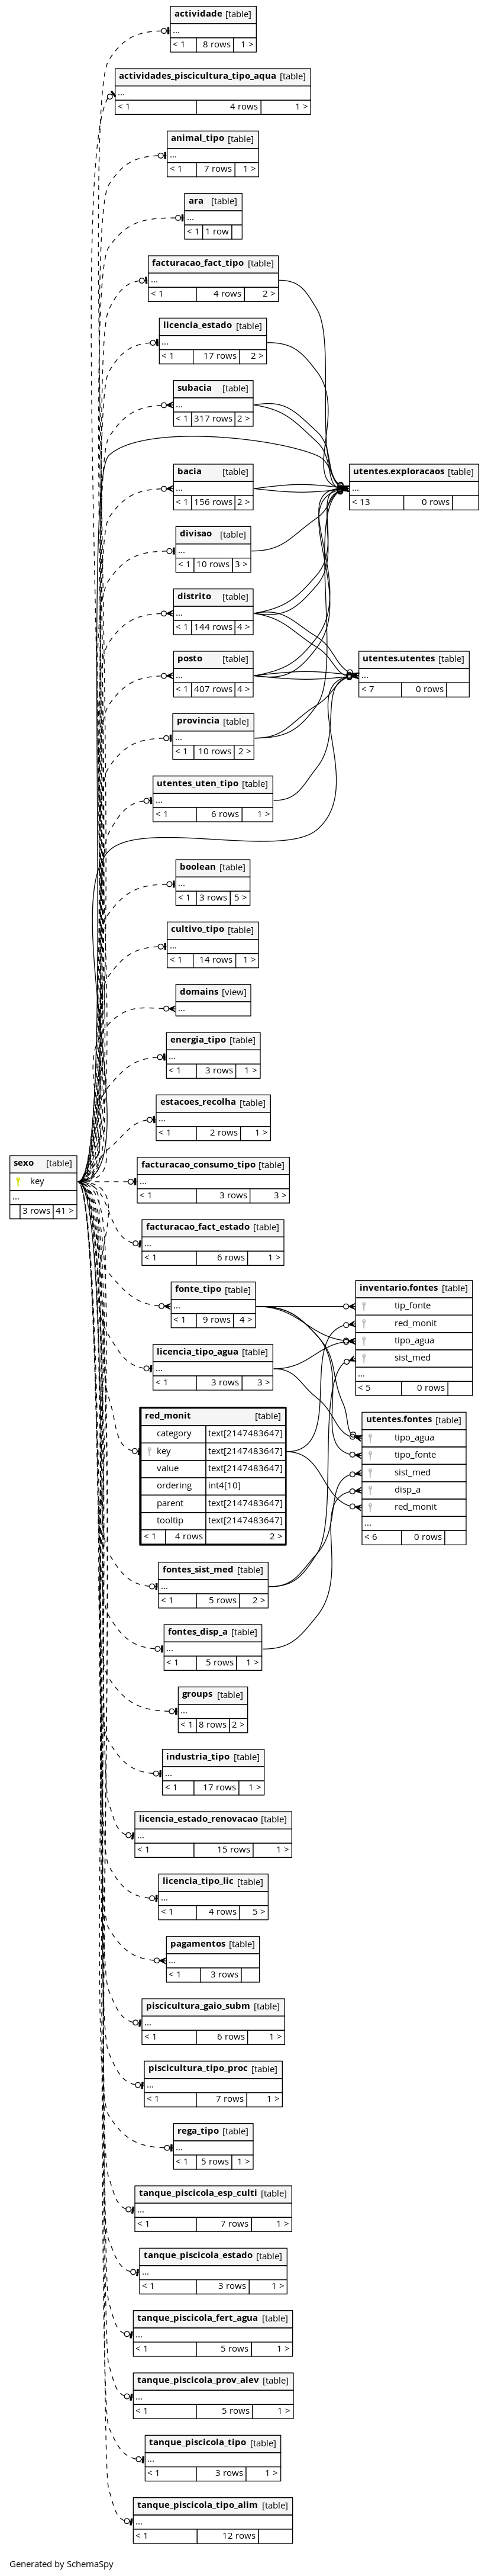 actividade [table]
...
< 1 8 rows 1 >
actividades_piscicultura_tipo_aqua [table]
...
< 1 4 rows 1 >
animal_tipo [table]
...
< 1 7 rows 1 >
ara [table]
...
< 1 1 row
facturacao_fact_tipo [table]
...
< 1 4 rows 2 >
licencia_estado [table]
...
< 1 17 rows 2 >
subacia [table]
...
< 1 317 rows 2 >
bacia [table]
...
< 1 156 rows 2 >
utentes.exploracaos [table]
...
< 13 0 rows
divisao [table]
...
< 1 10 rows 3 >
distrito [table]
...
< 1 144 rows 4 >
posto [table]
...
< 1 407 rows 4 >
utentes.utentes [table]
...
< 7 0 rows
provincia [table]
...
< 1 10 rows 2 >
utentes_uten_tipo [table]
...
< 1 6 rows 1 >
boolean [table]
...
< 1 3 rows 5 >
cultivo_tipo [table]
...
< 1 14 rows 1 >
domains [view]
...
energia_tipo [table]
...
< 1 3 rows 1 >
estacoes_recolha [table]
...
< 1 2 rows 1 >
sexo [table]
key
...
3 rows 41 >
facturacao_consumo_tipo [table]
...
< 1 3 rows 3 >
facturacao_fact_estado [table]
...
< 1 6 rows 1 >
fonte_tipo [table]
...
< 1 9 rows 4 >
inventario.fontes [table]
tip_fonte
red_monit
tipo_agua
sist_med
...
< 5 0 rows
licencia_tipo_agua [table]
...
< 1 3 rows 3 >
red_monit [table]
category text[2147483647]
key text[2147483647]
value text[2147483647]
ordering int4[10]
parent text[2147483647]
tooltip text[2147483647]
< 1 4 rows 2 >
utentes.fontes [table]
tipo_agua
tipo_fonte
sist_med
disp_a
red_monit
...
< 6 0 rows
fontes_sist_med [table]
...
< 1 5 rows 2 >
fontes_disp_a [table]
...
< 1 5 rows 1 >
groups [table]
...
< 1 8 rows 2 >
industria_tipo [table]
...
< 1 17 rows 1 >
licencia_estado_renovacao [table]
...
< 1 15 rows 1 >
licencia_tipo_lic [table]
...
< 1 4 rows 5 >
pagamentos [table]
...
< 1 3 rows
piscicultura_gaio_subm [table]
...
< 1 6 rows 1 >
piscicultura_tipo_proc [table]
...
< 1 7 rows 1 >
rega_tipo [table]
...
< 1 5 rows 1 >
tanque_piscicola_esp_culti [table]
...
< 1 7 rows 1 >
tanque_piscicola_estado [table]
...
< 1 3 rows 1 >
tanque_piscicola_fert_agua [table]
...
< 1 5 rows 1 >
tanque_piscicola_prov_alev [table]
...
< 1 5 rows 1 >
tanque_piscicola_tipo [table]
...
< 1 3 rows 1 >
tanque_piscicola_tipo_alim [table]
...
< 1 12 rows
Generated by SchemaSpy